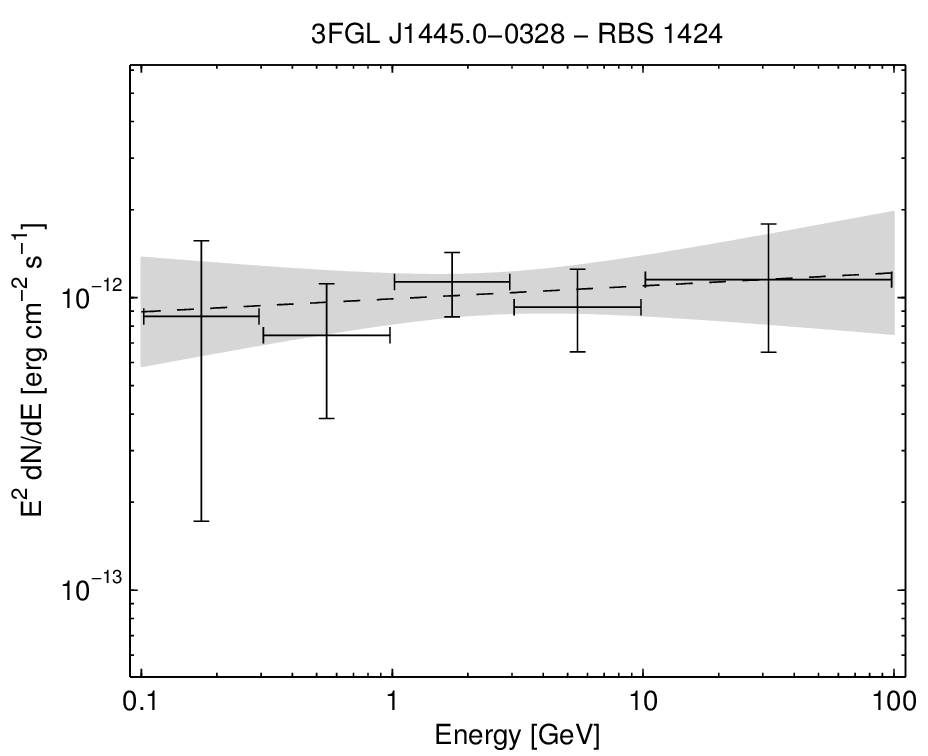 3FGL J1445.0−0328 − RBS 1424
E² dN/dE [erg cm⁻² s⁻¹]
10⁻¹²
10⁻¹³
0.1 1 10 100
Energy [GeV]